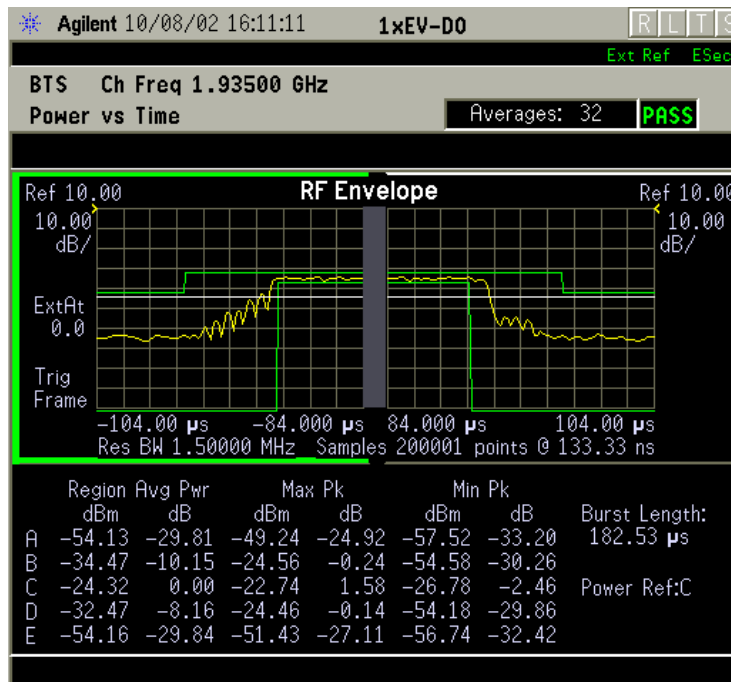 Agilent 10/08/02 16:11:11 1xEV-DO R L T S
Ext Ref ESec
BTS Ch Freq 1.93500 GHz
Power vs Time Averages: 32 PASS
RF Envelope
Ref 10.00 Ref 10.00
10.00 10.00
dB/ dB/
ExtAt
0.0
Trig
Frame
-104.00 µs -84.000 µs 84.000 µs 104.00 µs
Res BW 1.50000 MHz Samples 200001 points @ 133.33 ns
Region Avg Pwr Max Pk Min Pk
dBm dB dBm dB dBm dB Burst Length:
A -54.13 -29.81 -49.24 -24.92 -57.52 -33.20 182.53 µs
B -34.47 -10.15 -24.56 -0.24 -54.58 -30.26
C -24.32 0.00 -22.74 1.58 -26.78 -2.46 Power Ref:C
D -32.47 -8.16 -24.46 -0.14 -54.18 -29.86
E -54.16 -29.84 -51.43 -27.11 -56.74 -32.42